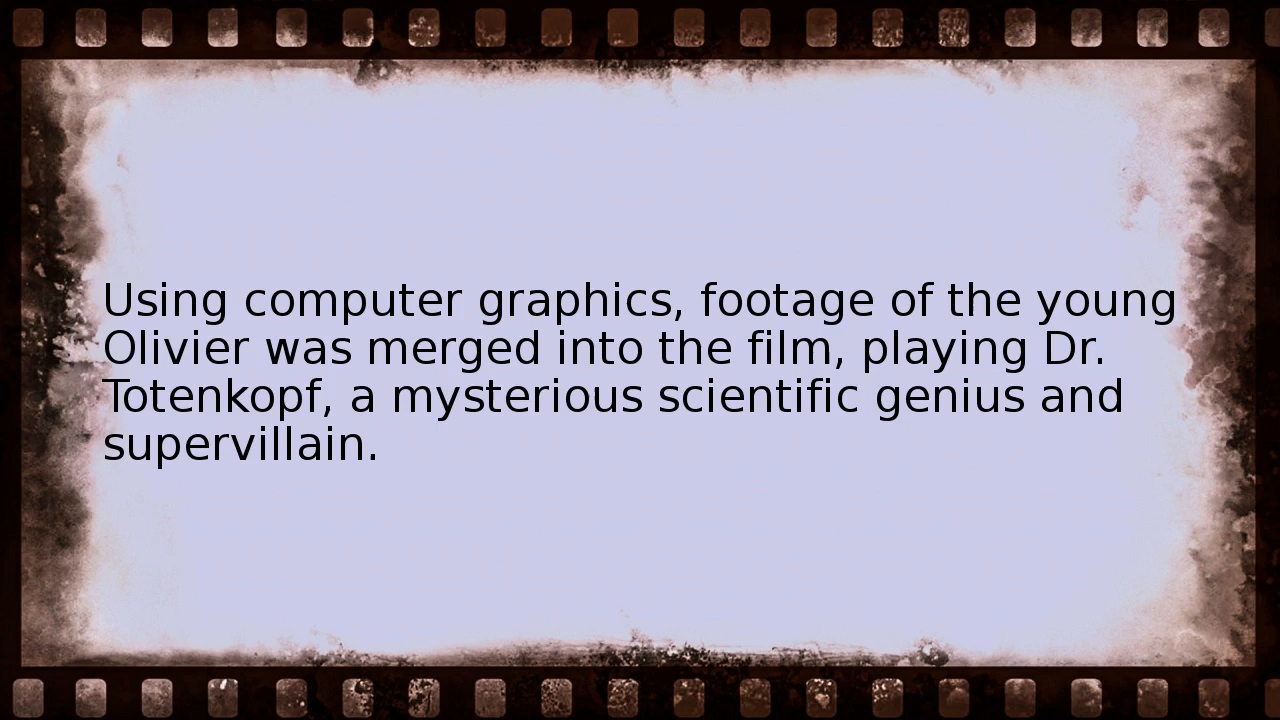 Using computer graphics, footage of the young
Olivier was merged into the film, playing Dr.
Totenkopf, a mysterious scientific genius and
supervillain.